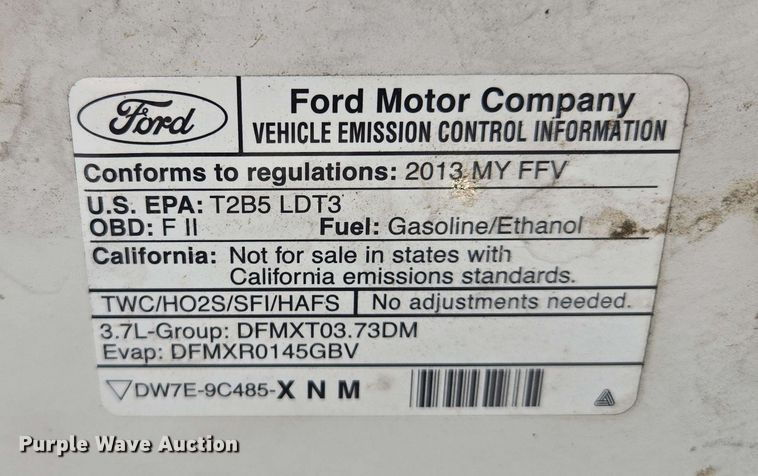 Ford
Ford Motor Company
VEHICLE EMISSION CONTROL INFORMATION
Conforms to regulations: 2013 MY FFV
U.S. EPA: T2B5 LDT3
OBD: F II Fuel: Gasoline/Ethanol
California: Not for sale in states with
California emissions standards.
TWC/HO2S/SFI/HAFS No adjustments needed.
3.7L-Group: DFMXT03.73DM
Evap: DFMXR0145GBV
DW7E-9C485-X N M
Purple Wave Auction